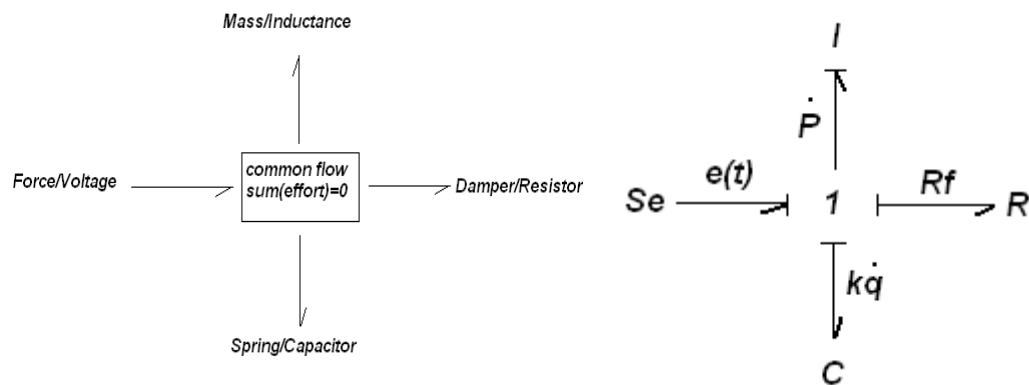 Mass/Inductance
Force/Voltage
common flow
sum(effort)=0
Damper/Resistor
Spring/Capacitor
I
Ṗ
Se
e(t)
1
Rf
R
kq̇
C